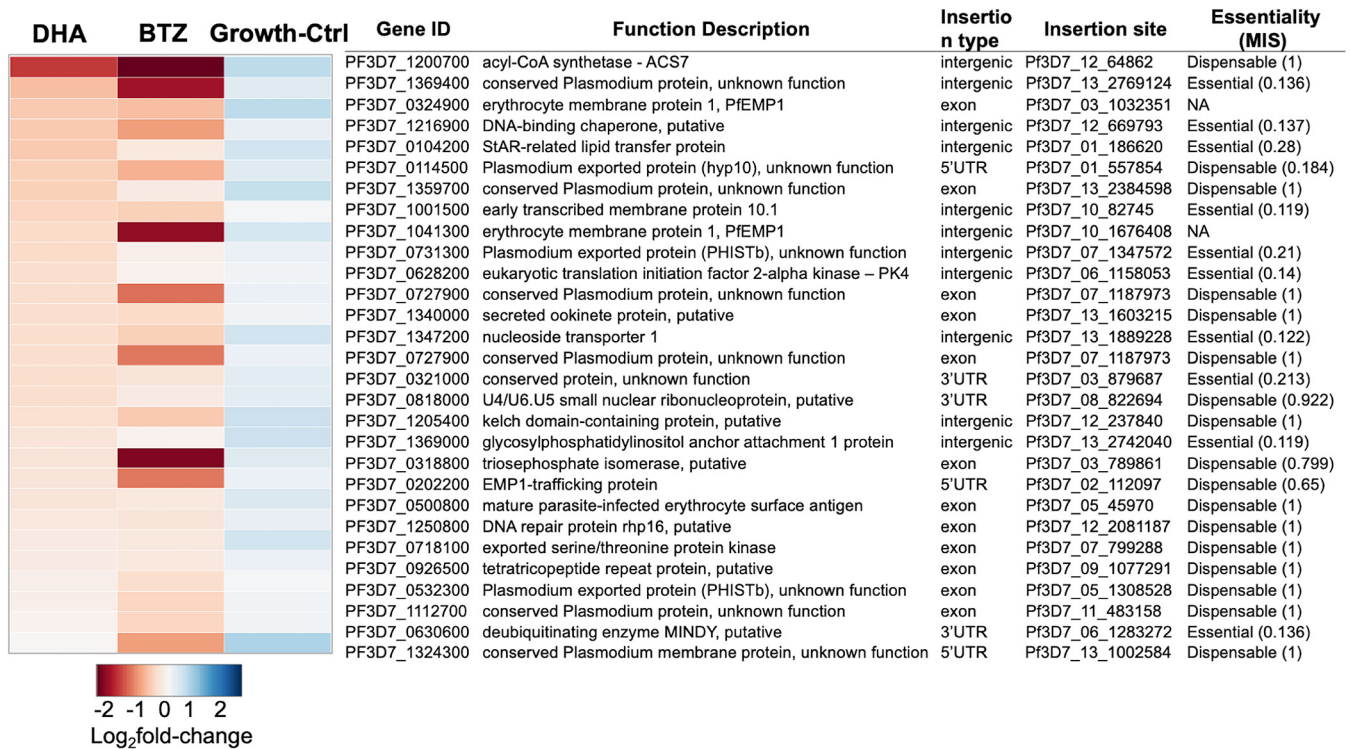 DHA BTZ Growth-Ctrl Gene ID Function Description Insertio n type Insertion site Essentiality (MIS)
PF3D7_1200700 acyl-CoA synthetase - ACS7 intergenic Pf3D7_12_64862 Dispensable (1)
PF3D7_1369400 conserved Plasmodium protein, unknown function intergenic Pf3D7_13_2769124 Essential (0.136)
PF3D7_0324900 erythrocyte membrane protein 1, PfEMP1 exon Pf3D7_03_1032351 NA
PF3D7_1216900 DNA-binding chaperone, putative intergenic Pf3D7_12_669793 Essential (0.137)
PF3D7_0104200 StAR-related lipid transfer protein intergenic Pf3D7_01_186620 Essential (0.28)
PF3D7_0114500 Plasmodium exported protein (hyp10), unknown function 5'UTR Pf3D7_01_557854 Dispensable (0.184)
PF3D7_1359700 conserved Plasmodium protein, unknown function exon Pf3D7_13_2384598 Dispensable (1)
PF3D7_1001500 early transcribed membrane protein 10.1 intergenic Pf3D7_10_82745 Essential (0.119)
PF3D7_1041300 erythrocyte membrane protein 1, PfEMP1 intergenic Pf3D7_10_1676408 NA
PF3D7_0731300 Plasmodium exported protein (PHISTb), unknown function intergenic Pf3D7_07_1347572 Essential (0.21)
PF3D7_0628200 eukaryotic translation initiation factor 2-alpha kinase – PK4 intergenic Pf3D7_06_1158053 Essential (0.14)
PF3D7_0727900 conserved Plasmodium protein, unknown function exon Pf3D7_07_1187973 Dispensable (1)
PF3D7_1340000 secreted ookinete protein, putative exon Pf3D7_13_1603215 Dispensable (1)
PF3D7_1347200 nucleoside transporter 1 intergenic Pf3D7_13_1889228 Essential (0.122)
PF3D7_0727900 conserved Plasmodium protein, unknown function exon Pf3D7_07_1187973 Dispensable (1)
PF3D7_0321000 conserved protein, unknown function 3'UTR Pf3D7_03_879687 Essential (0.213)
PF3D7_0818000 U4/U6.U5 small nuclear ribonucleoprotein, putative 3'UTR Pf3D7_08_822694 Dispensable (0.922)
PF3D7_1205400 kelch domain-containing protein, putative intergenic Pf3D7_12_237840 Dispensable (1)
PF3D7_1369000 glycosylphosphatidylinositol anchor attachment 1 protein intergenic Pf3D7_13_2742040 Essential (0.119)
PF3D7_0318800 triosephosphate isomerase, putative exon Pf3D7_03_789861 Dispensable (0.799)
PF3D7_0202200 EMP1-trafficking protein 5'UTR Pf3D7_02_112097 Dispensable (0.65)
PF3D7_0500800 mature parasite-infected erythrocyte surface antigen exon Pf3D7_05_45970 Dispensable (1)
PF3D7_1250800 DNA repair protein rhp16, putative exon Pf3D7_12_2081187 Dispensable (1)
PF3D7_0718100 exported serine/threonine protein kinase exon Pf3D7_07_799288 Dispensable (1)
PF3D7_0926500 tetratricopeptide repeat protein, putative exon Pf3D7_09_1077291 Dispensable (1)
PF3D7_0532300 Plasmodium exported protein (PHISTb), unknown function exon Pf3D7_05_1308528 Dispensable (1)
PF3D7_1112700 conserved Plasmodium protein, unknown function exon Pf3D7_11_483158 Dispensable (1)
PF3D7_0630600 deubiquitinating enzyme MINDY, putative 3'UTR Pf3D7_06_1283272 Essential (0.136)
PF3D7_1324300 conserved Plasmodium membrane protein, unknown function 5'UTR Pf3D7_13_1002584 Dispensable (1)
-2 -1 0 1 2
Log₂fold-change